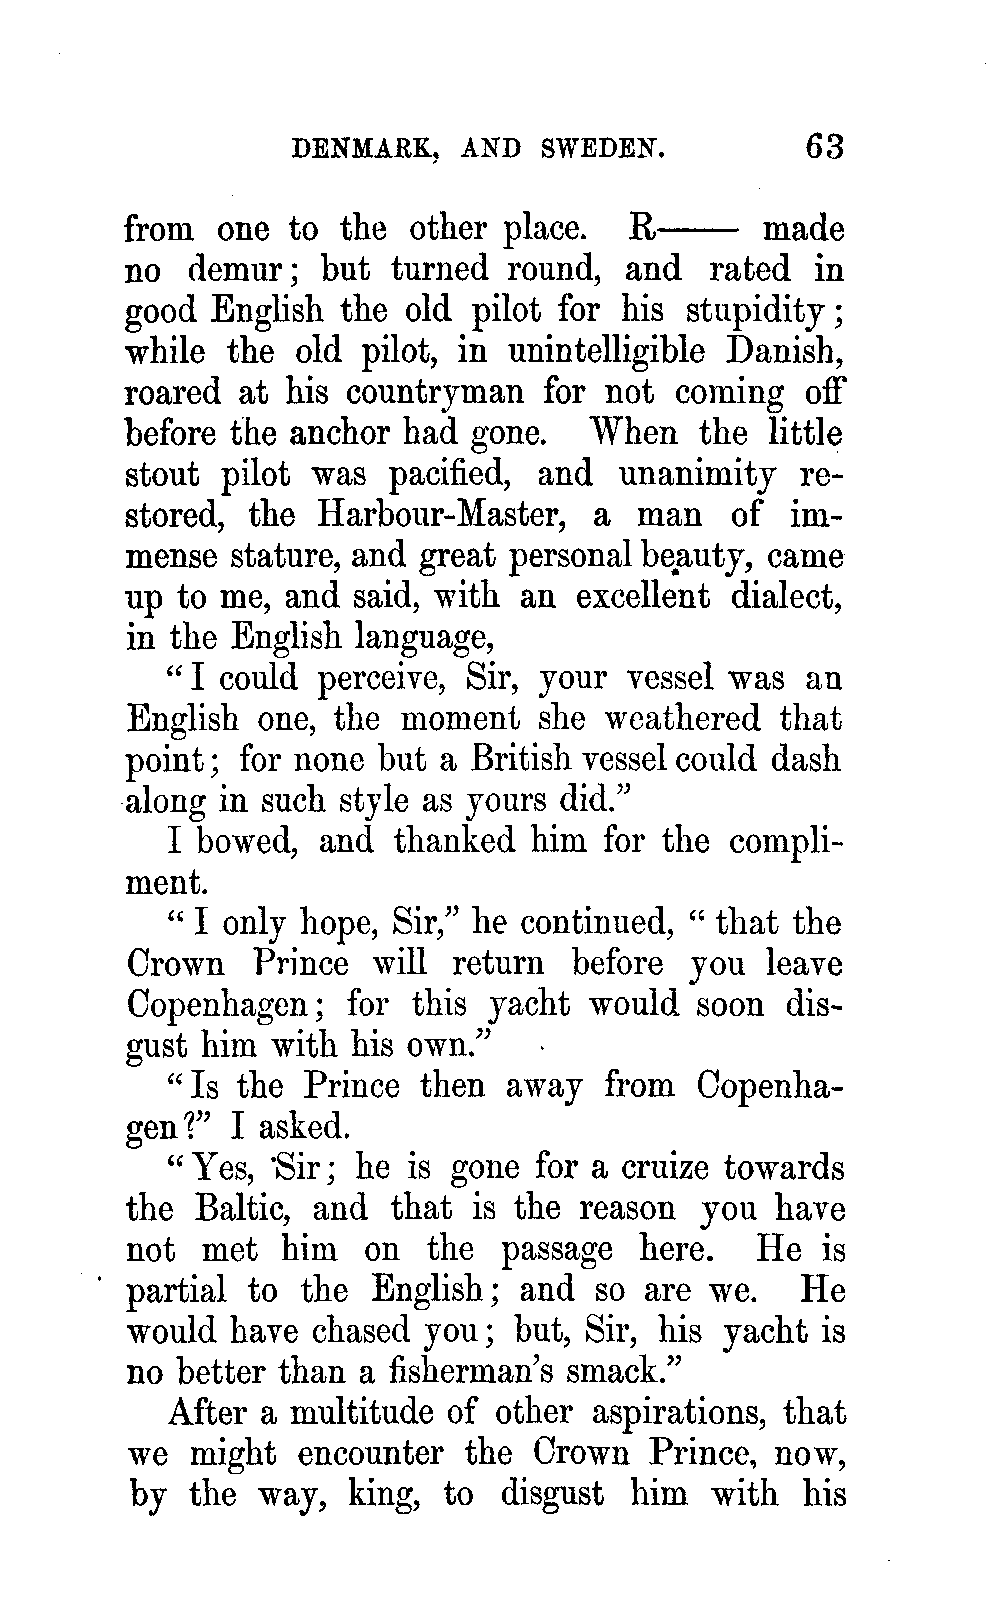 DENMARK, AND SWEDEN. 63
from one to the other place. R—— made
no demur; but turned round, and rated in
good English the old pilot for his stupidity;
while the old pilot, in unintelligible Danish,
roared at his countryman for not coming off
before the anchor had gone. When the little
stout pilot was pacified, and unanimity re-
stored, the Harbour-Master, a man of im-
mense stature, and great personal beauty, came
up to me, and said, with an excellent dialect,
in the English language,
“I could perceive, Sir, your vessel was an
English one, the moment she weathered that
point; for none but a British vessel could dash
along in such style as yours did.”
I bowed, and thanked him for the compli-
ment.
“I only hope, Sir,” he continued, “that the
Crown Prince will return before you leave
Copenhagen; for this yacht would soon dis-
gust him with his own.”
“Is the Prince then away from Copenha-
gen?” I asked.
“Yes, Sir; he is gone for a cruize towards
the Baltic, and that is the reason you have
not met him on the passage here. He is
partial to the English; and so are we. He
would have chased you; but, Sir, his yacht is
no better than a fisherman’s smack.”
After a multitude of other aspirations, that
we might encounter the Crown Prince, now,
by the way, king, to disgust him with his